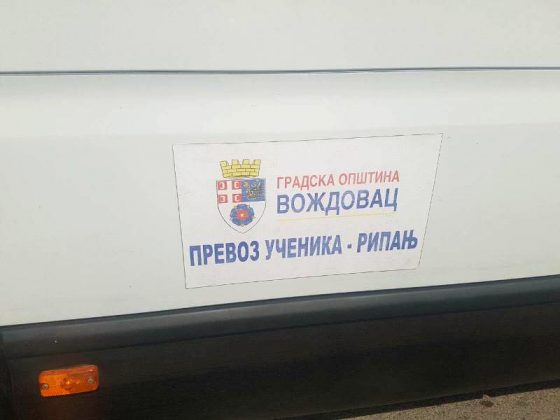 ГРАДСКА ОПШТИНА
ВОЖДОВАЦ
ПРЕВОЗ УЧЕНИКА - РИПАЊ